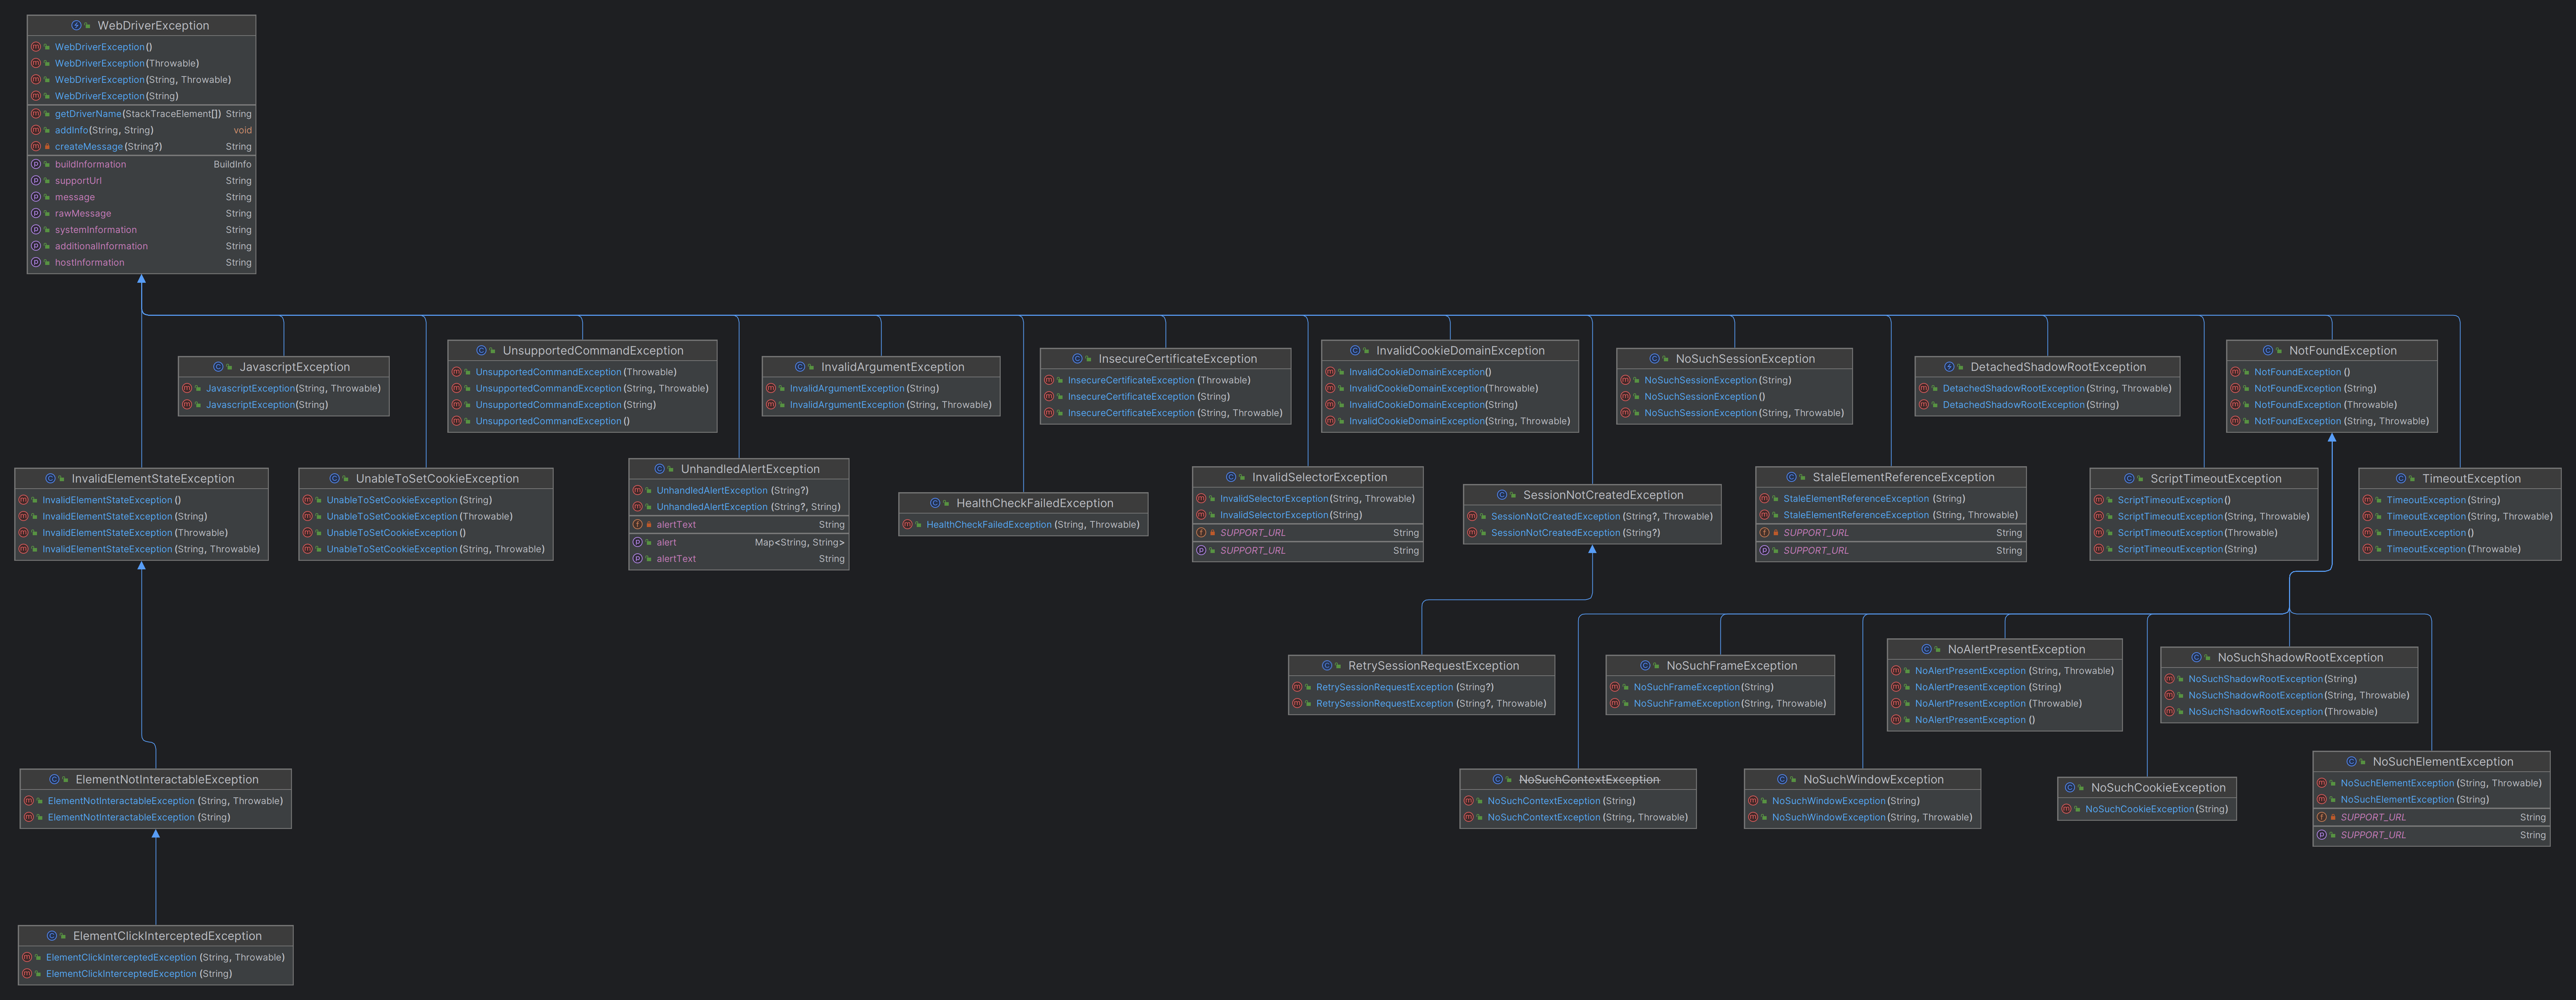 WebDriverException
WebDriverException()
WebDriverException(Throwable)
WebDriverException(String, Throwable)
WebDriverException(String)
getDriverName(StackTraceElement[]) String
addInfo(String, String) void
createMessage(String?) String
buildInformation BuildInfo
supportUrl String
message String
rawMessage String
systemInformation String
additionalInformation String
hostInformation String
JavascriptException
JavascriptException(String, Throwable)
JavascriptException(String)
UnsupportedCommandException
UnsupportedCommandException(Throwable)
UnsupportedCommandException(String, Throwable)
UnsupportedCommandException(String)
UnsupportedCommandException()
InvalidArgumentException
InvalidArgumentException(String)
InvalidArgumentException(String, Throwable)
InsecureCertificateException
InsecureCertificateException (Throwable)
InsecureCertificateException (String)
InsecureCertificateException (String, Throwable)
InvalidCookieDomainException
InvalidCookieDomainException()
InvalidCookieDomainException(Throwable)
InvalidCookieDomainException(String)
InvalidCookieDomainException(String, Throwable)
NoSuchSessionException
NoSuchSessionException(String)
NoSuchSessionException()
NoSuchSessionException(String, Throwable)
DetachedShadowRootException
DetachedShadowRootException(String, Throwable)
DetachedShadowRootException(String)
NotFoundException
NotFoundException ()
NotFoundException (String)
NotFoundException (Throwable)
NotFoundException (String, Throwable)
InvalidElementStateException
InvalidElementStateException ()
InvalidElementStateException (String)
InvalidElementStateException (Throwable)
InvalidElementStateException (String, Throwable)
UnableToSetCookieException
UnableToSetCookieException(String)
UnableToSetCookieException(Throwable)
UnableToSetCookieException()
UnableToSetCookieException(String, Throwable)
UnhandledAlertException
UnhandledAlertException (String?)
UnhandledAlertException (String?, String)
alertText String
alert Map<String, String>
alertText String
HealthCheckFailedException
HealthCheckFailedException (String, Throwable)
InvalidSelectorException
InvalidSelectorException(String, Throwable)
InvalidSelectorException(String)
SUPPORT_URL String
SUPPORT_URL String
SessionNotCreatedException
SessionNotCreatedException (String?, Throwable)
SessionNotCreatedException (String?)
StaleElementReferenceException
StaleElementReferenceException (String)
StaleElementReferenceException (String, Throwable)
SUPPORT_URL String
SUPPORT_URL String
ScriptTimeoutException
ScriptTimeoutException()
ScriptTimeoutException(String, Throwable)
ScriptTimeoutException(Throwable)
ScriptTimeoutException(String)
TimeoutException
TimeoutException(String)
TimeoutException(String, Throwable)
TimeoutException()
TimeoutException(Throwable)
RetrySessionRequestException
RetrySessionRequestException (String?)
RetrySessionRequestException (String?, Throwable)
NoSuchFrameException
NoSuchFrameException(String)
NoSuchFrameException(String, Throwable)
NoAlertPresentException
NoAlertPresentException (String, Throwable)
NoAlertPresentException (String)
NoAlertPresentException (Throwable)
NoAlertPresentException ()
NoSuchShadowRootException
NoSuchShadowRootException(String)
NoSuchShadowRootException(String, Throwable)
NoSuchShadowRootException(Throwable)
ElementNotInteractableException
ElementNotInteractableException (String, Throwable)
ElementNotInteractableException (String)
NoSuchContextException
NoSuchContextException (String)
NoSuchContextException (String, Throwable)
NoSuchWindowException
NoSuchWindowException(String)
NoSuchWindowException(String, Throwable)
NoSuchCookieException
NoSuchCookieException(String)
NoSuchElementException
NoSuchElementException (String, Throwable)
NoSuchElementException (String)
SUPPORT_URL String
SUPPORT_URL String
ElementClickInterceptedException
ElementClickInterceptedException (String, Throwable)
ElementClickInterceptedException (String)